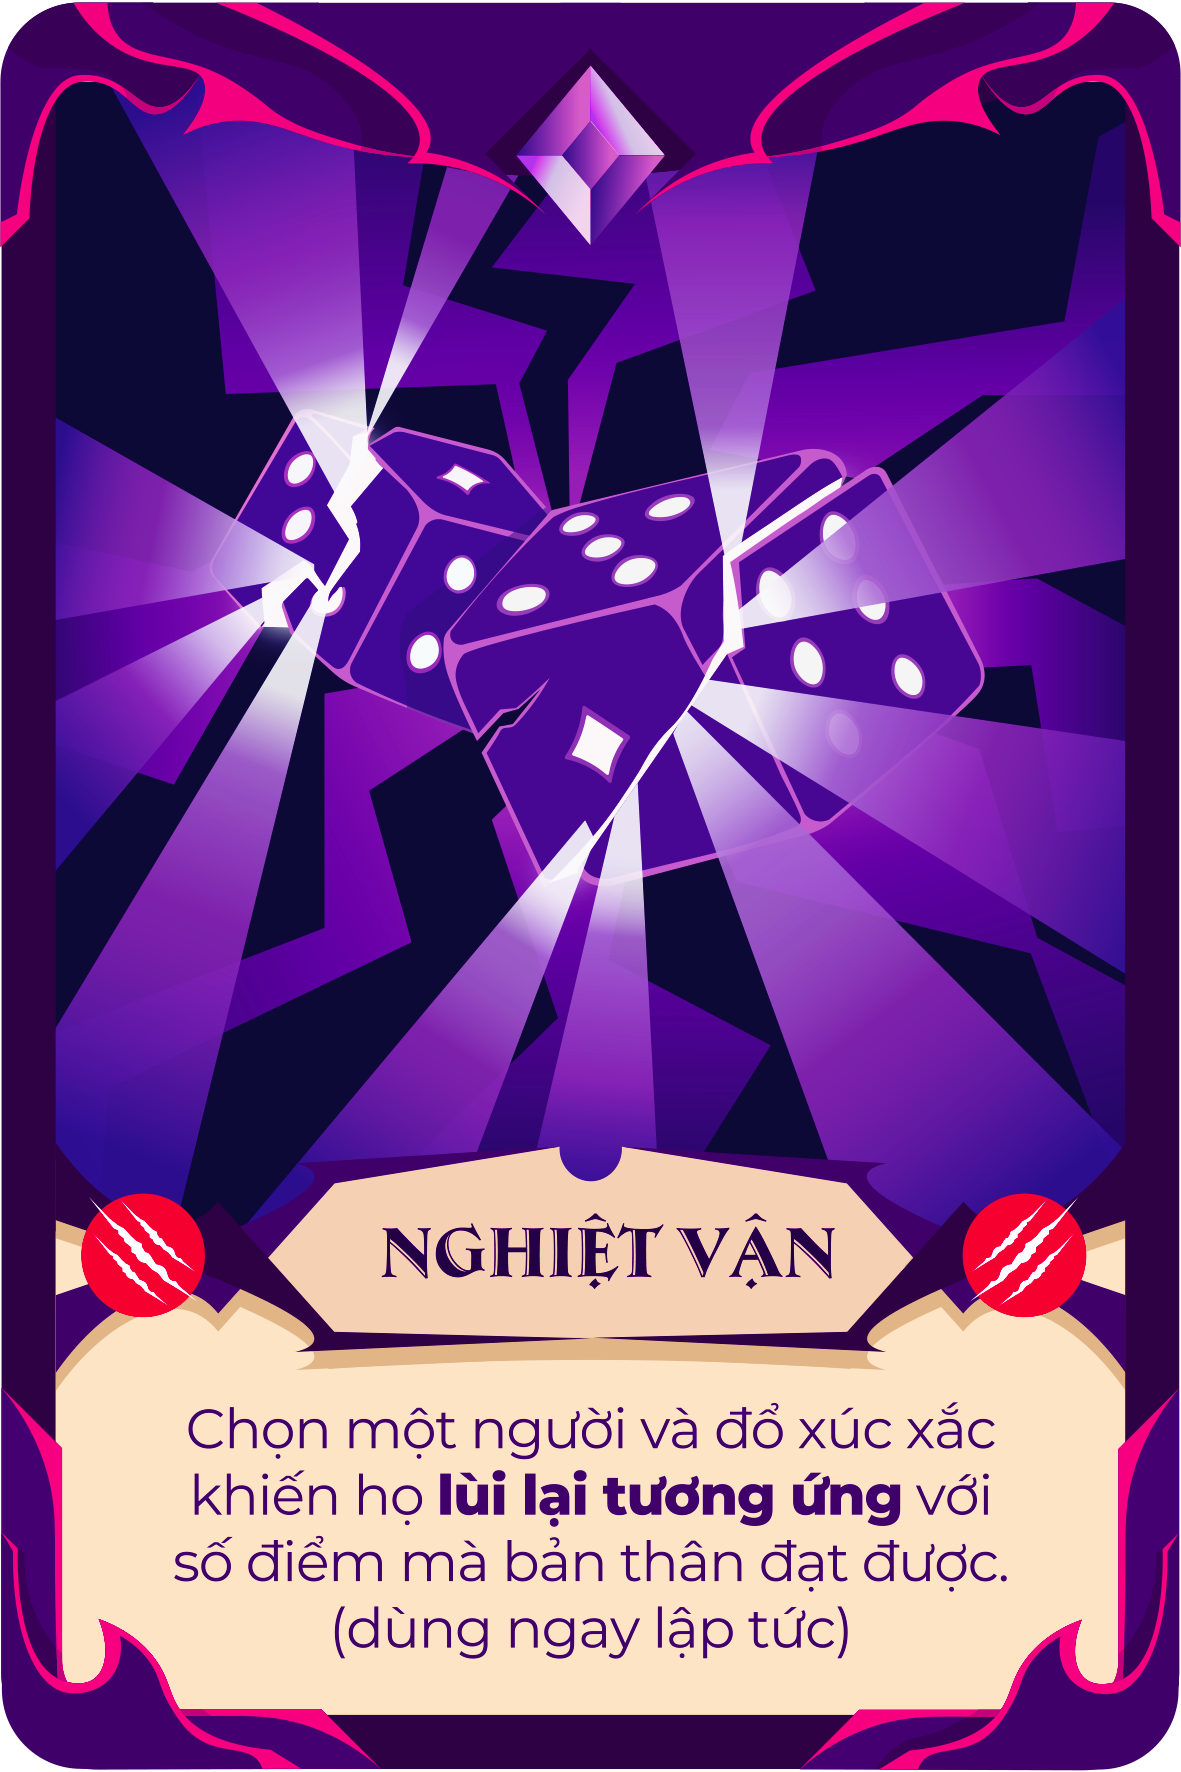 NGHIỆT VẬN
Chọn một người và đổ xúc xắc
khiến họ lùi lại tương ứng với
số điểm mà bản thân đạt được.
(dùng ngay lập tức)